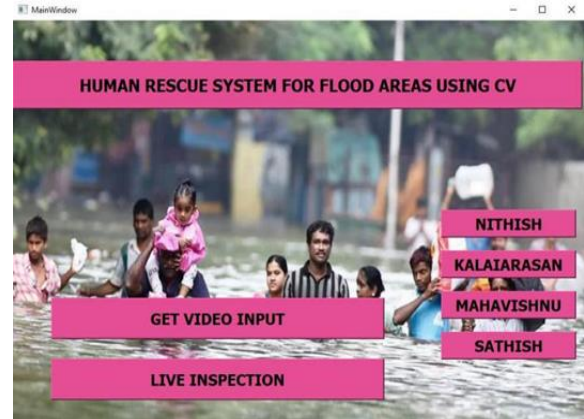 MainWindow
HUMAN RESCUE SYSTEM FOR FLOOD AREAS USING CV
NITHISH
KALAIARASAN
MAHAVISHNU
SATHISH
GET VIDEO INPUT
LIVE INSPECTION